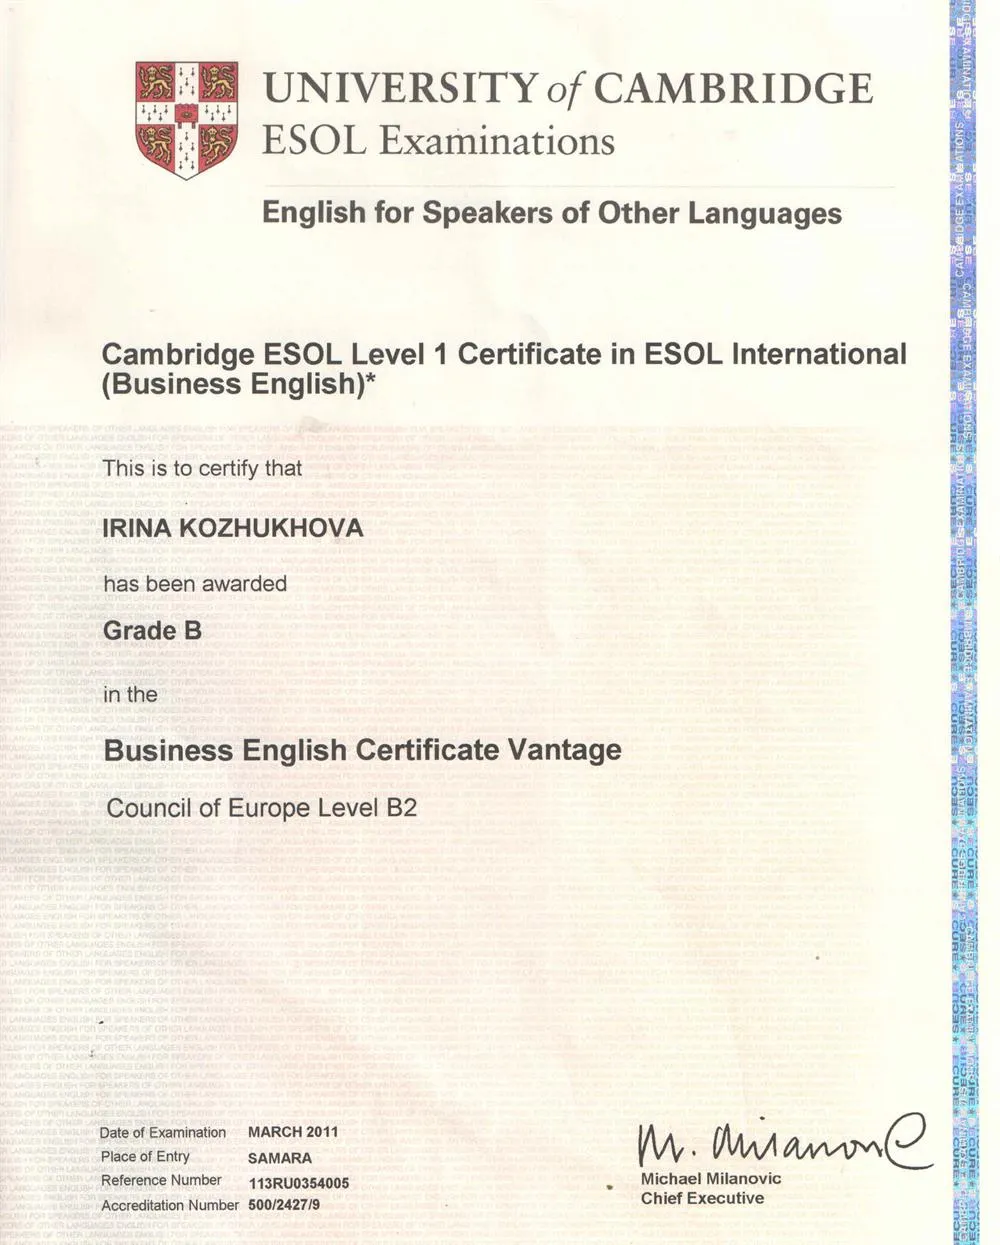 UNIVERSITY of CAMBRIDGE
ESOL Examinations
English for Speakers of Other Languages
Cambridge ESOL Level 1 Certificate in ESOL International
(Business English)*
This is to certify that
IRINA KOZHUKHOVA
has been awarded
Grade B
in the
Business English Certificate Vantage
Council of Europe Level B2
Date of Examination MARCH 2011
Place of Entry SAMARA
Reference Number 113RU0354005
Accreditation Number 500/2427/9
M. Milanovic
Michael Milanovic
Chief Executive